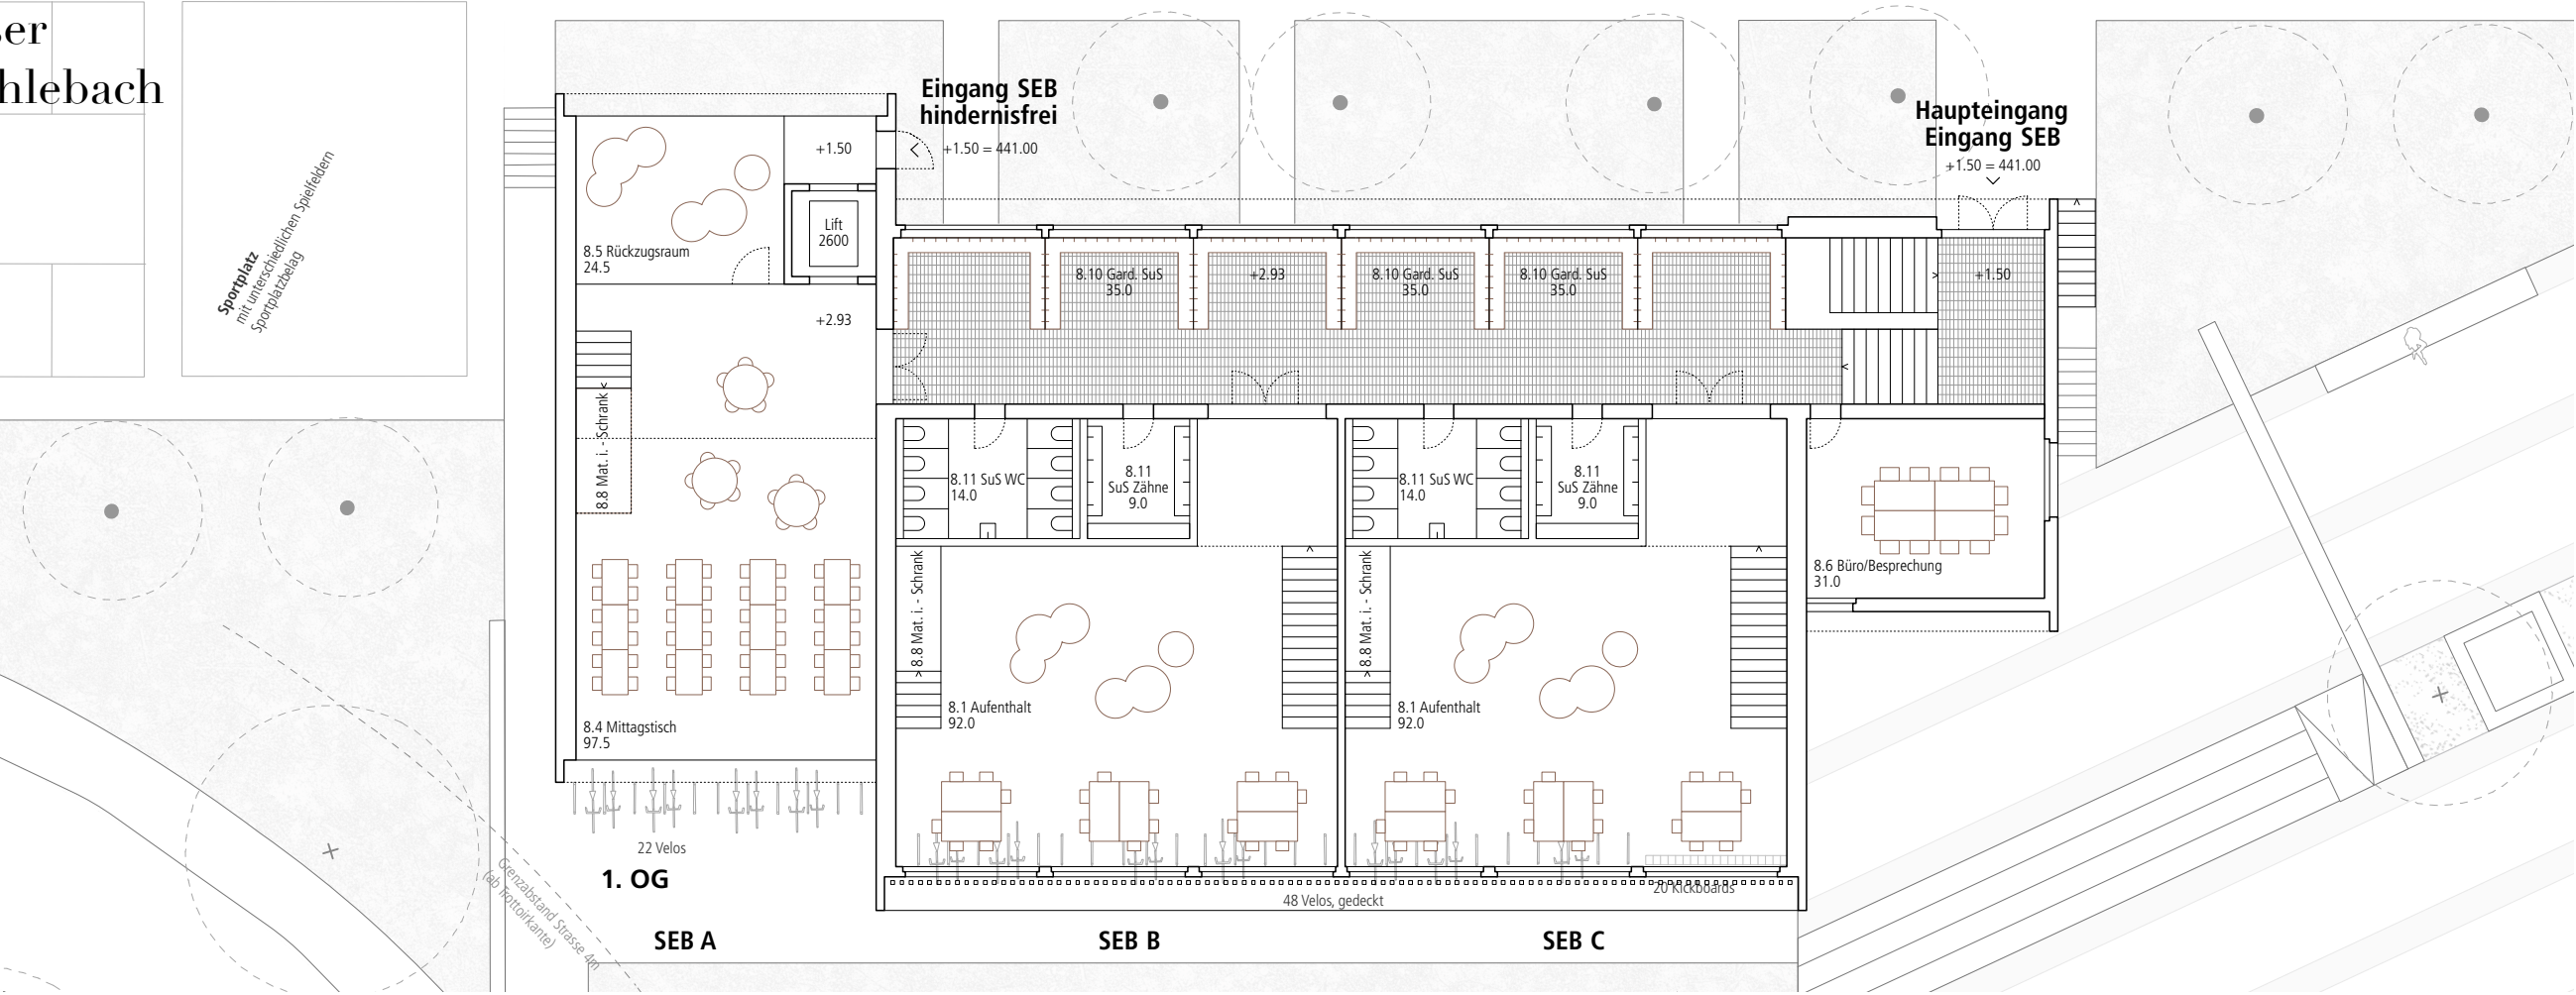 ser
hlebach
Sportplatz
mit unterschiedlichen Spielfeldern
Sportplatzbelag
Eingang SEB
hindernisfrei
+1.50 = 441.00
Haupteingang
Eingang SEB
+1.50 = 441.00
+1.50
Lift
2600
8.5 Rückzugsraum
24.5
+2.93
8.10 Gard. SuS
35.0
+2.93
8.10 Gard. SuS
35.0
8.10 Gard. SuS
35.0
+1.50
8.8 Mat. i. - Schrank
8.11 SuS WC
14.0
8.11
SuS Zähne
9.0
8.11 SuS WC
14.0
8.11
SuS Zähne
9.0
8.6 Büro/Besprechung
31.0
8.8 Mat. i. - Schrank
8.8 Mat. i. - Schrank
8.4 Mittagstisch
97.5
8.1 Aufenthalt
92.0
8.1 Aufenthalt
92.0
22 Velos
1. OG
Grenzabstand Strasse 4m
(ab Trottoirkante)
20 Kickboards
48 Velos, gedeckt
SEB A
SEB B
SEB C